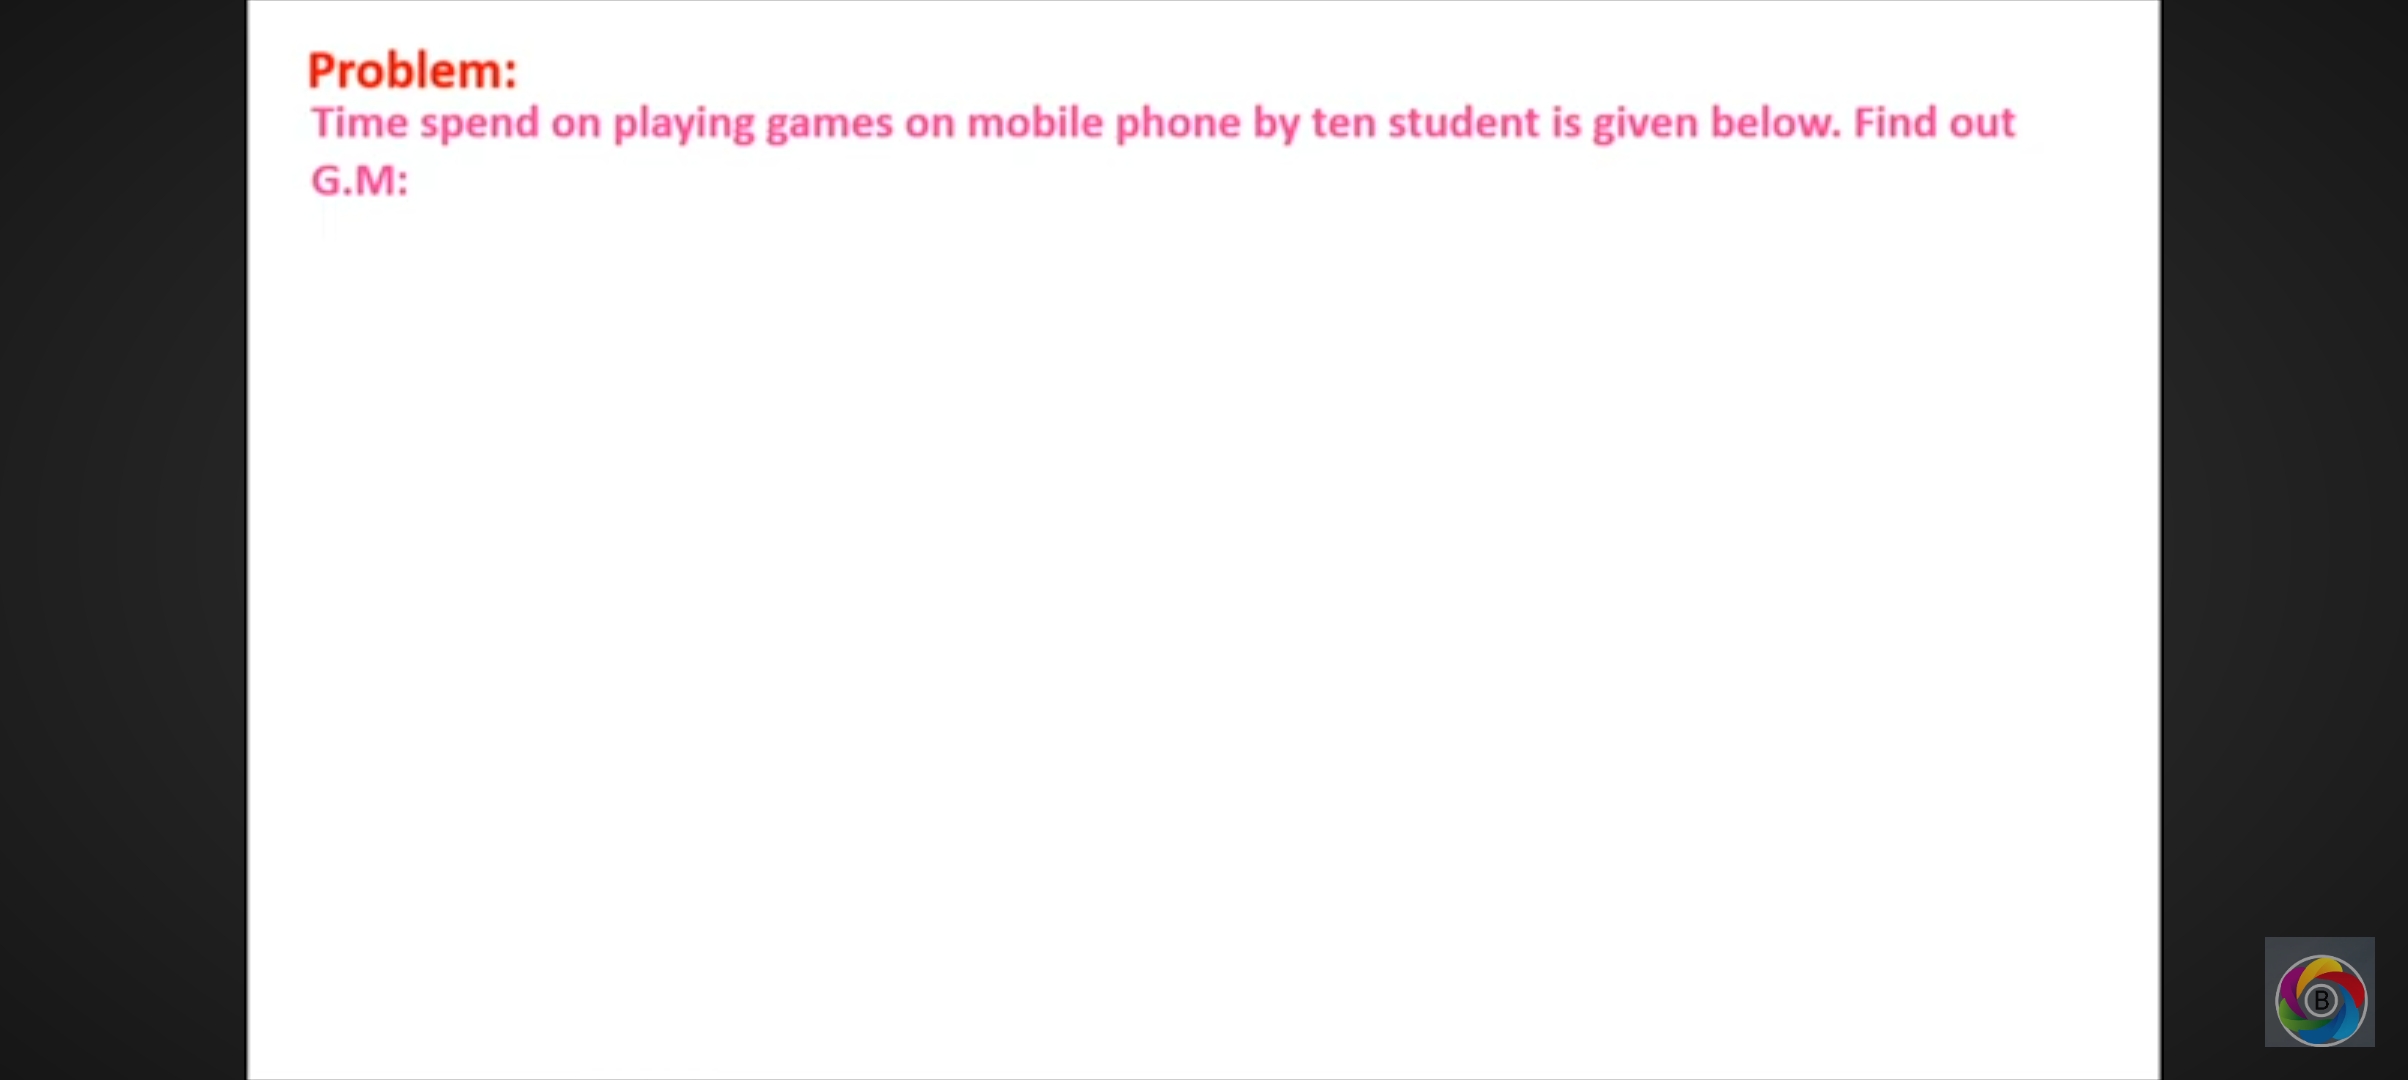 Problem:
Time spend on playing games on mobile phone by ten student is given below. Find out
G.M:
B